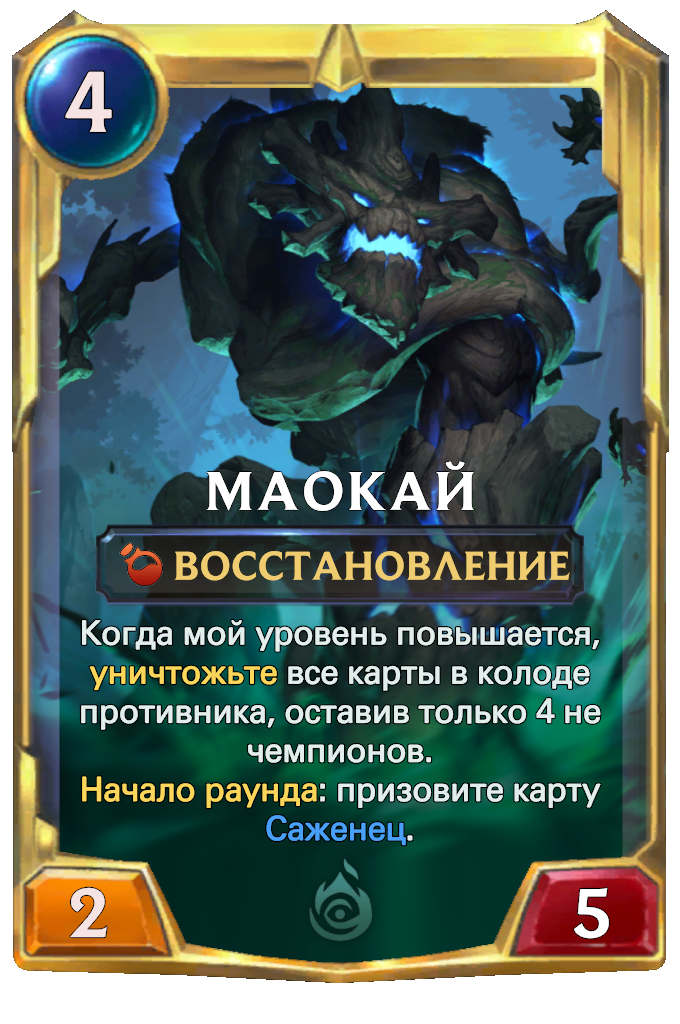 4
МАОКАЙ
ВОССТАНОВЛЕНИЕ
Когда мой уровень повышается,
уничтожьте все карты в колоде
противника, оставив только 4 не
чемпионов.
Начало раунда: призовите карту
Саженец.
2
5